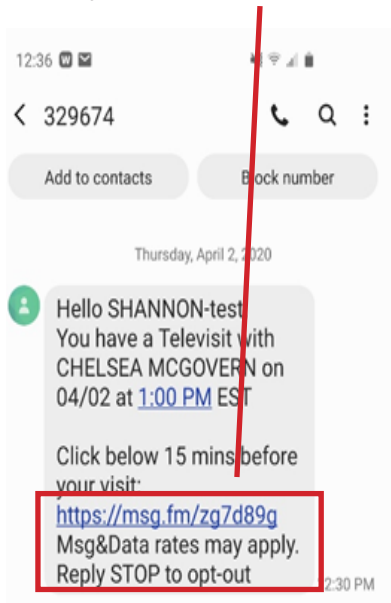 12:36
329674
Add to contacts
Block number
Thursday, April 2, 2020
Hello SHANNON-test
You have a Televisit with
CHELSEA MCGOVERN on
04/02 at 1:00 PM EST
Click below 15 mins before
your visit:
https://msg.fm/zg7d89g
Msg&Data rates may apply.
Reply STOP to opt-out
12:30 PM